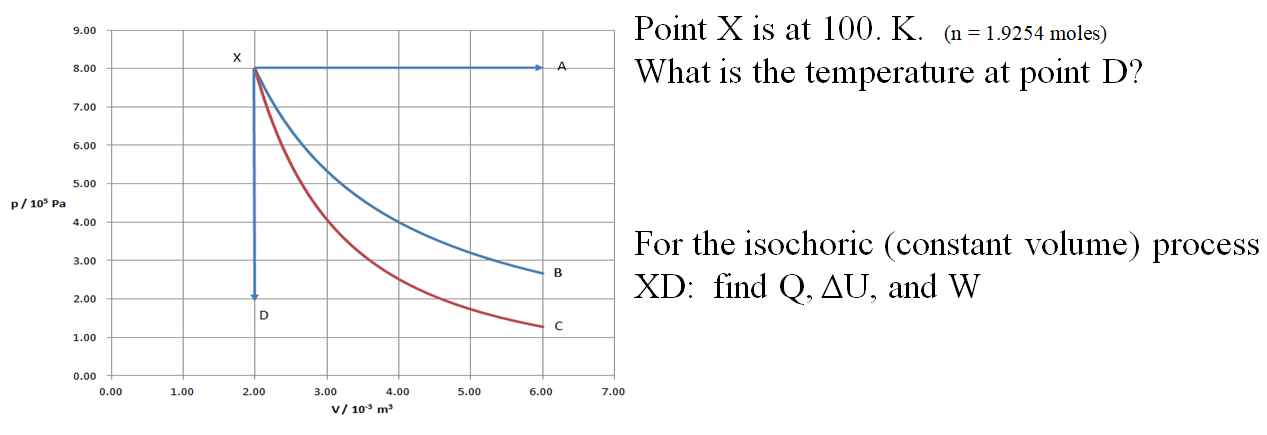 Point X is at 100. K. (n = 1.9254 moles)
What is the temperature at point D?
For the isochoric (constant volume) process
XD: find Q, ΔU, and W
9.00
8.00
7.00
6.00
5.00
4.00
3.00
2.00
1.00
0.00
p / 10⁵ Pa
X
A
B
C
D
0.00 1.00 2.00 3.00 4.00 5.00 6.00 7.00
V / 10⁻³ m³